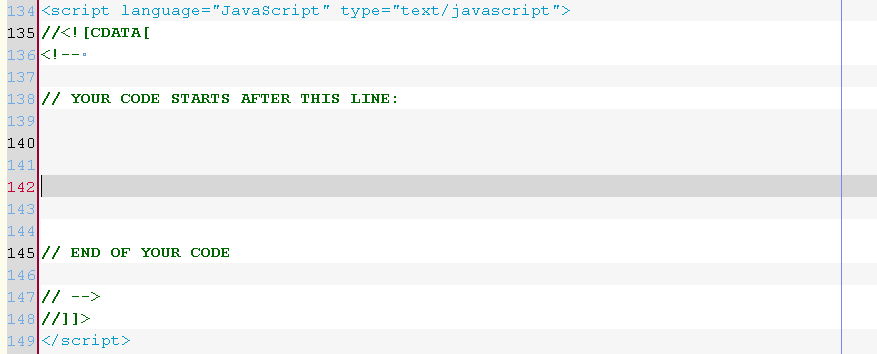 134 <script language="JavaScript" type="text/javascript">
135 //<![CDATA[
136 <!--
137
138 // YOUR CODE STARTS AFTER THIS LINE:
139
140
141
142
143
144
145 // END OF YOUR CODE
146
147 // -->
148 //]]>
149 </script>